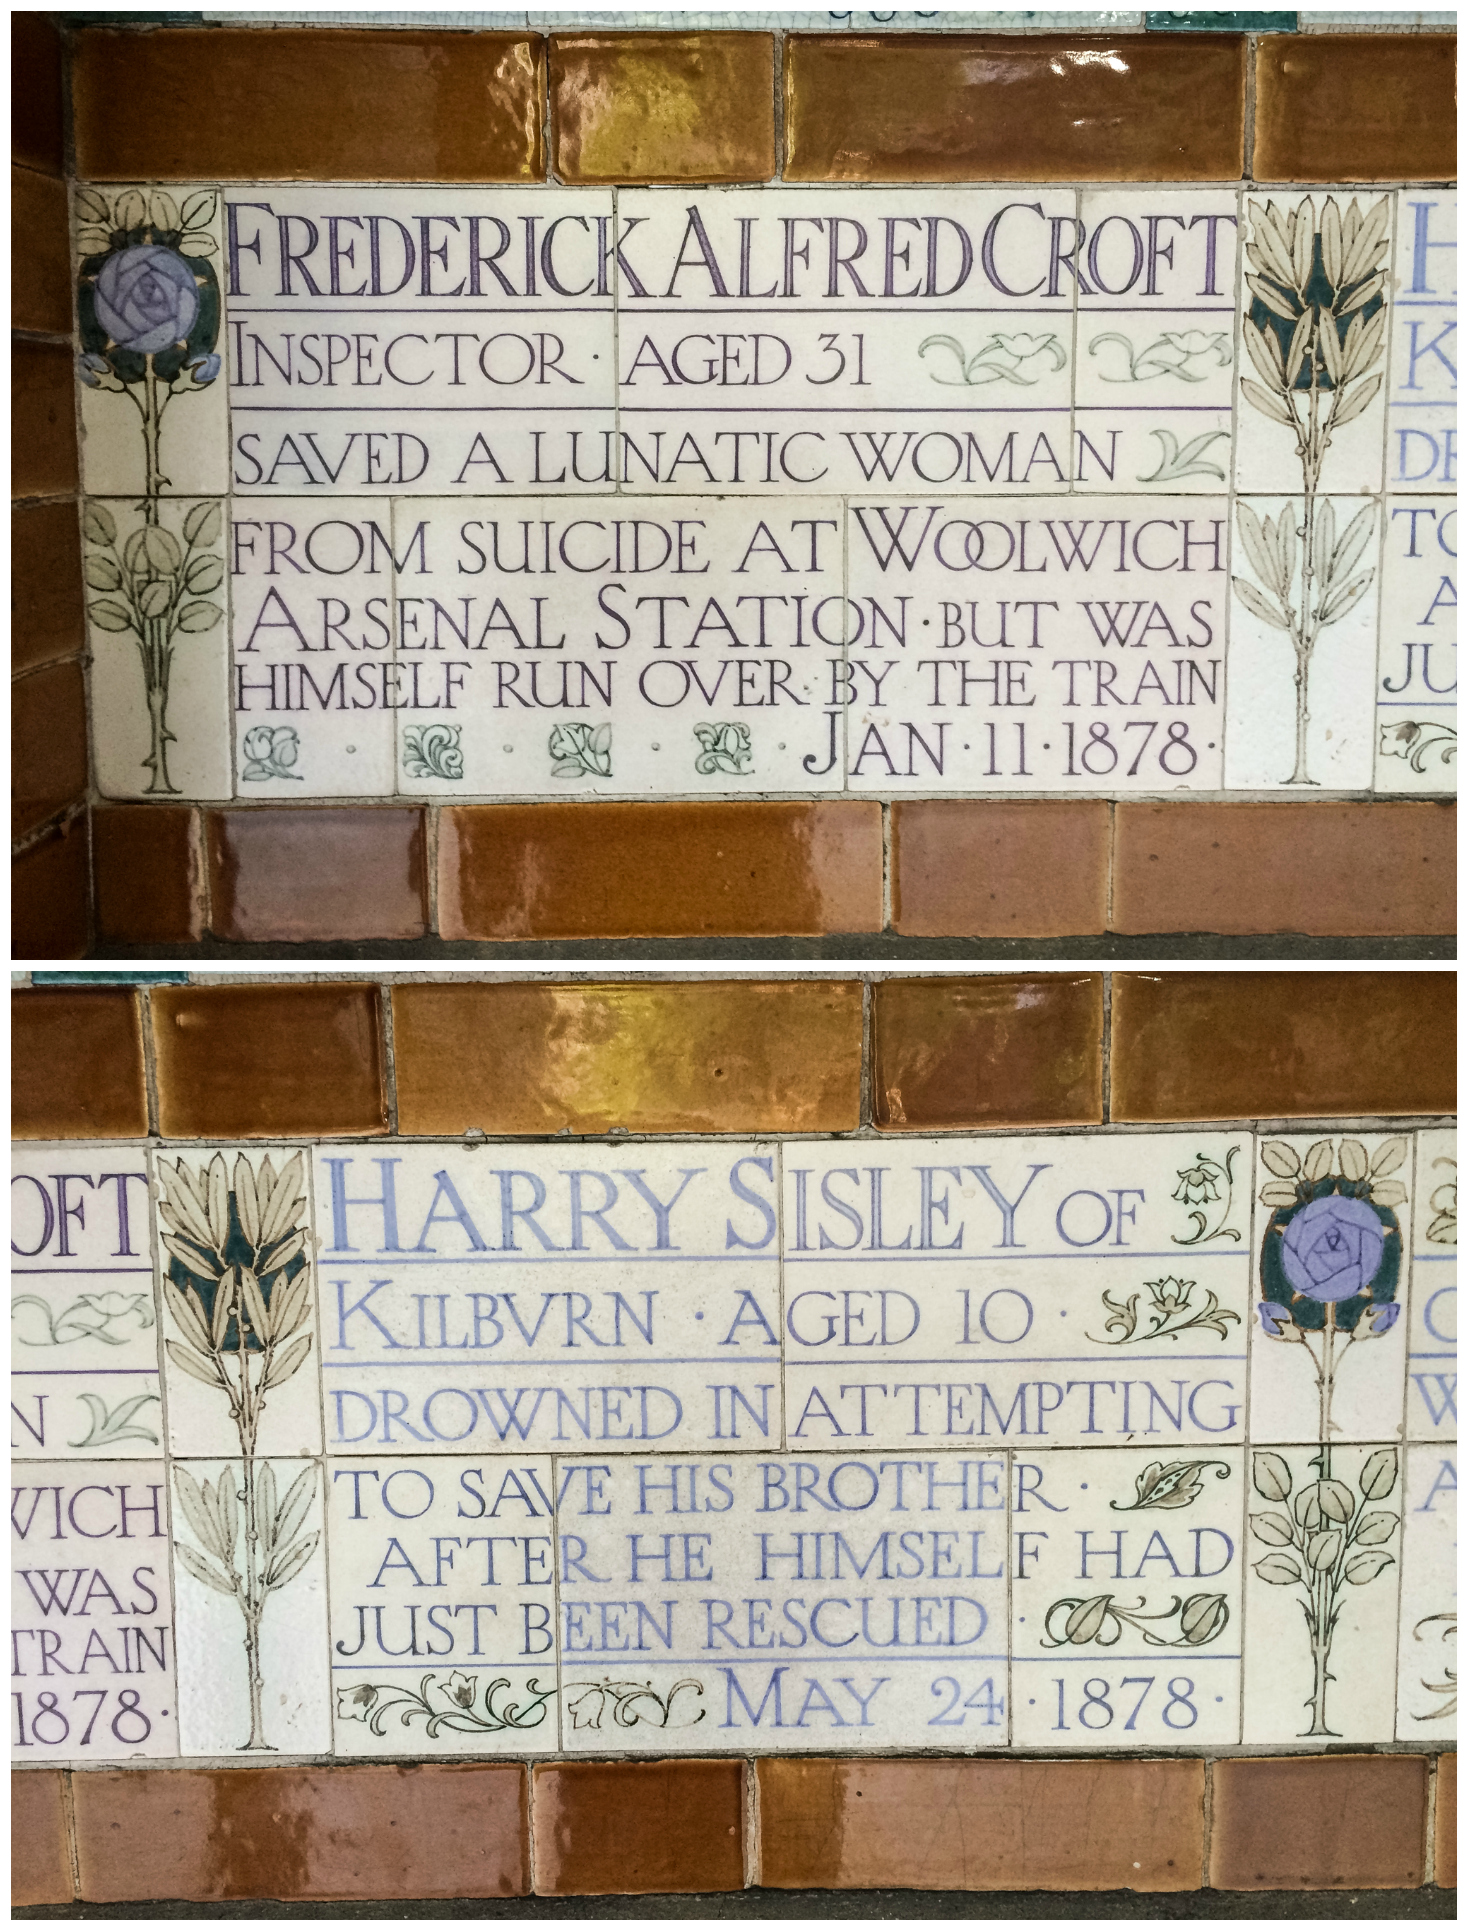 FREDERICK ALFRED CROFT
INSPECTOR · AGED 31
SAVED A LUNATIC WOMAN
FROM SUICIDE AT WOOLWICH
ARSENAL STATION · BUT WAS
HIMSELF RUN OVER BY THE TRAIN
JAN · 11 · 1878 ·
HARRY SISLEY OF
KILBVRN · AGED 10 ·
DROWNED IN ATTEMPTING
TO SAVE HIS BROTHER ·
AFTER HE HIMSELF HAD
JUST BEEN RESCUED ·
MAY 24 · 1878 ·